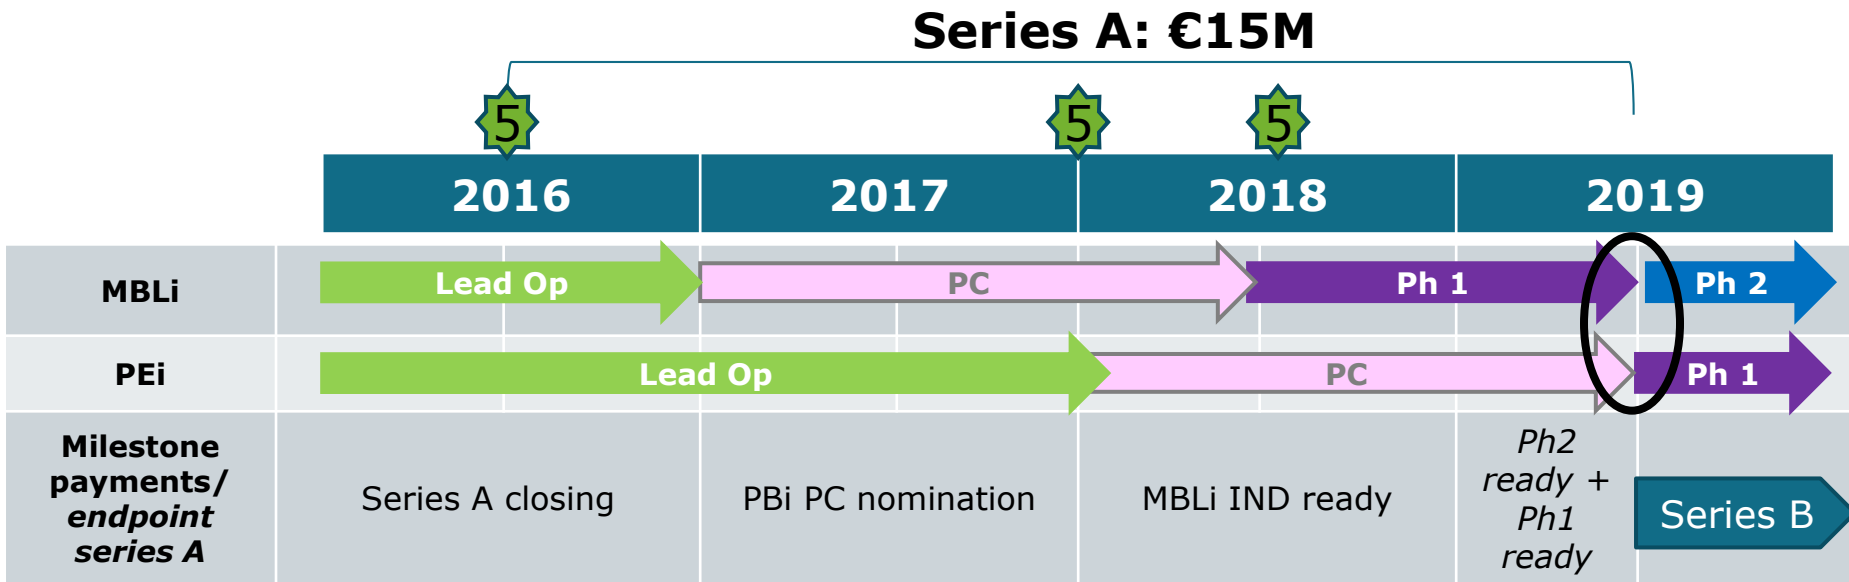 Series A: €15M
5 5 5
2016 2017 2018 2019
MBLi Lead Op PC Ph 1 Ph 2
PEi Lead Op PC Ph 1
Milestone
payments/
endpoint
series A
Series A closing
PBi PC nomination
MBLi IND ready
Ph2
ready +
Ph1
ready
Series B